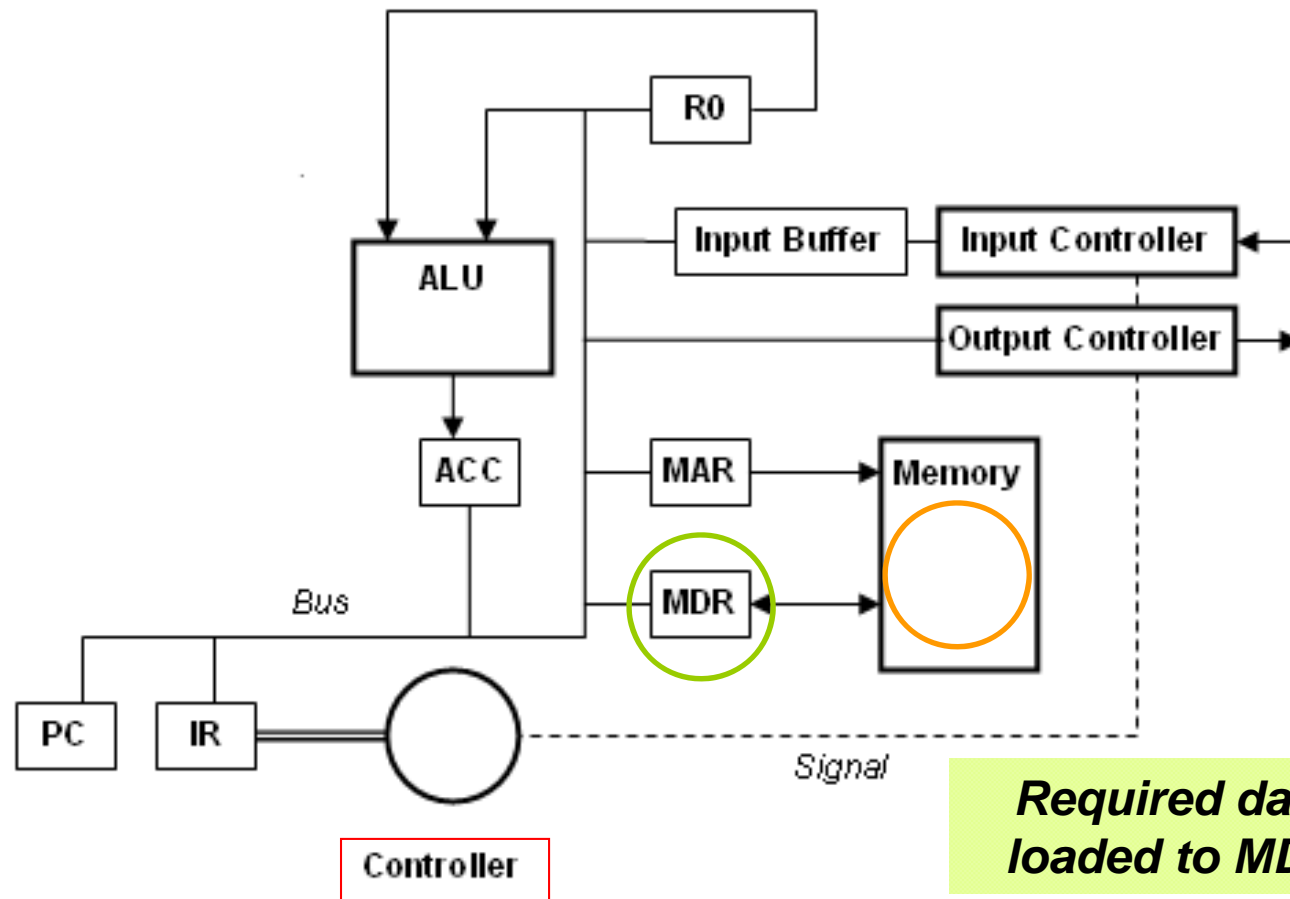 R0
Input Buffer
Input Controller
ALU
Output Controller
ACC
MAR
Memory
MDR
Bus
PC
IR
Signal
Required da
loaded to MD
Controller